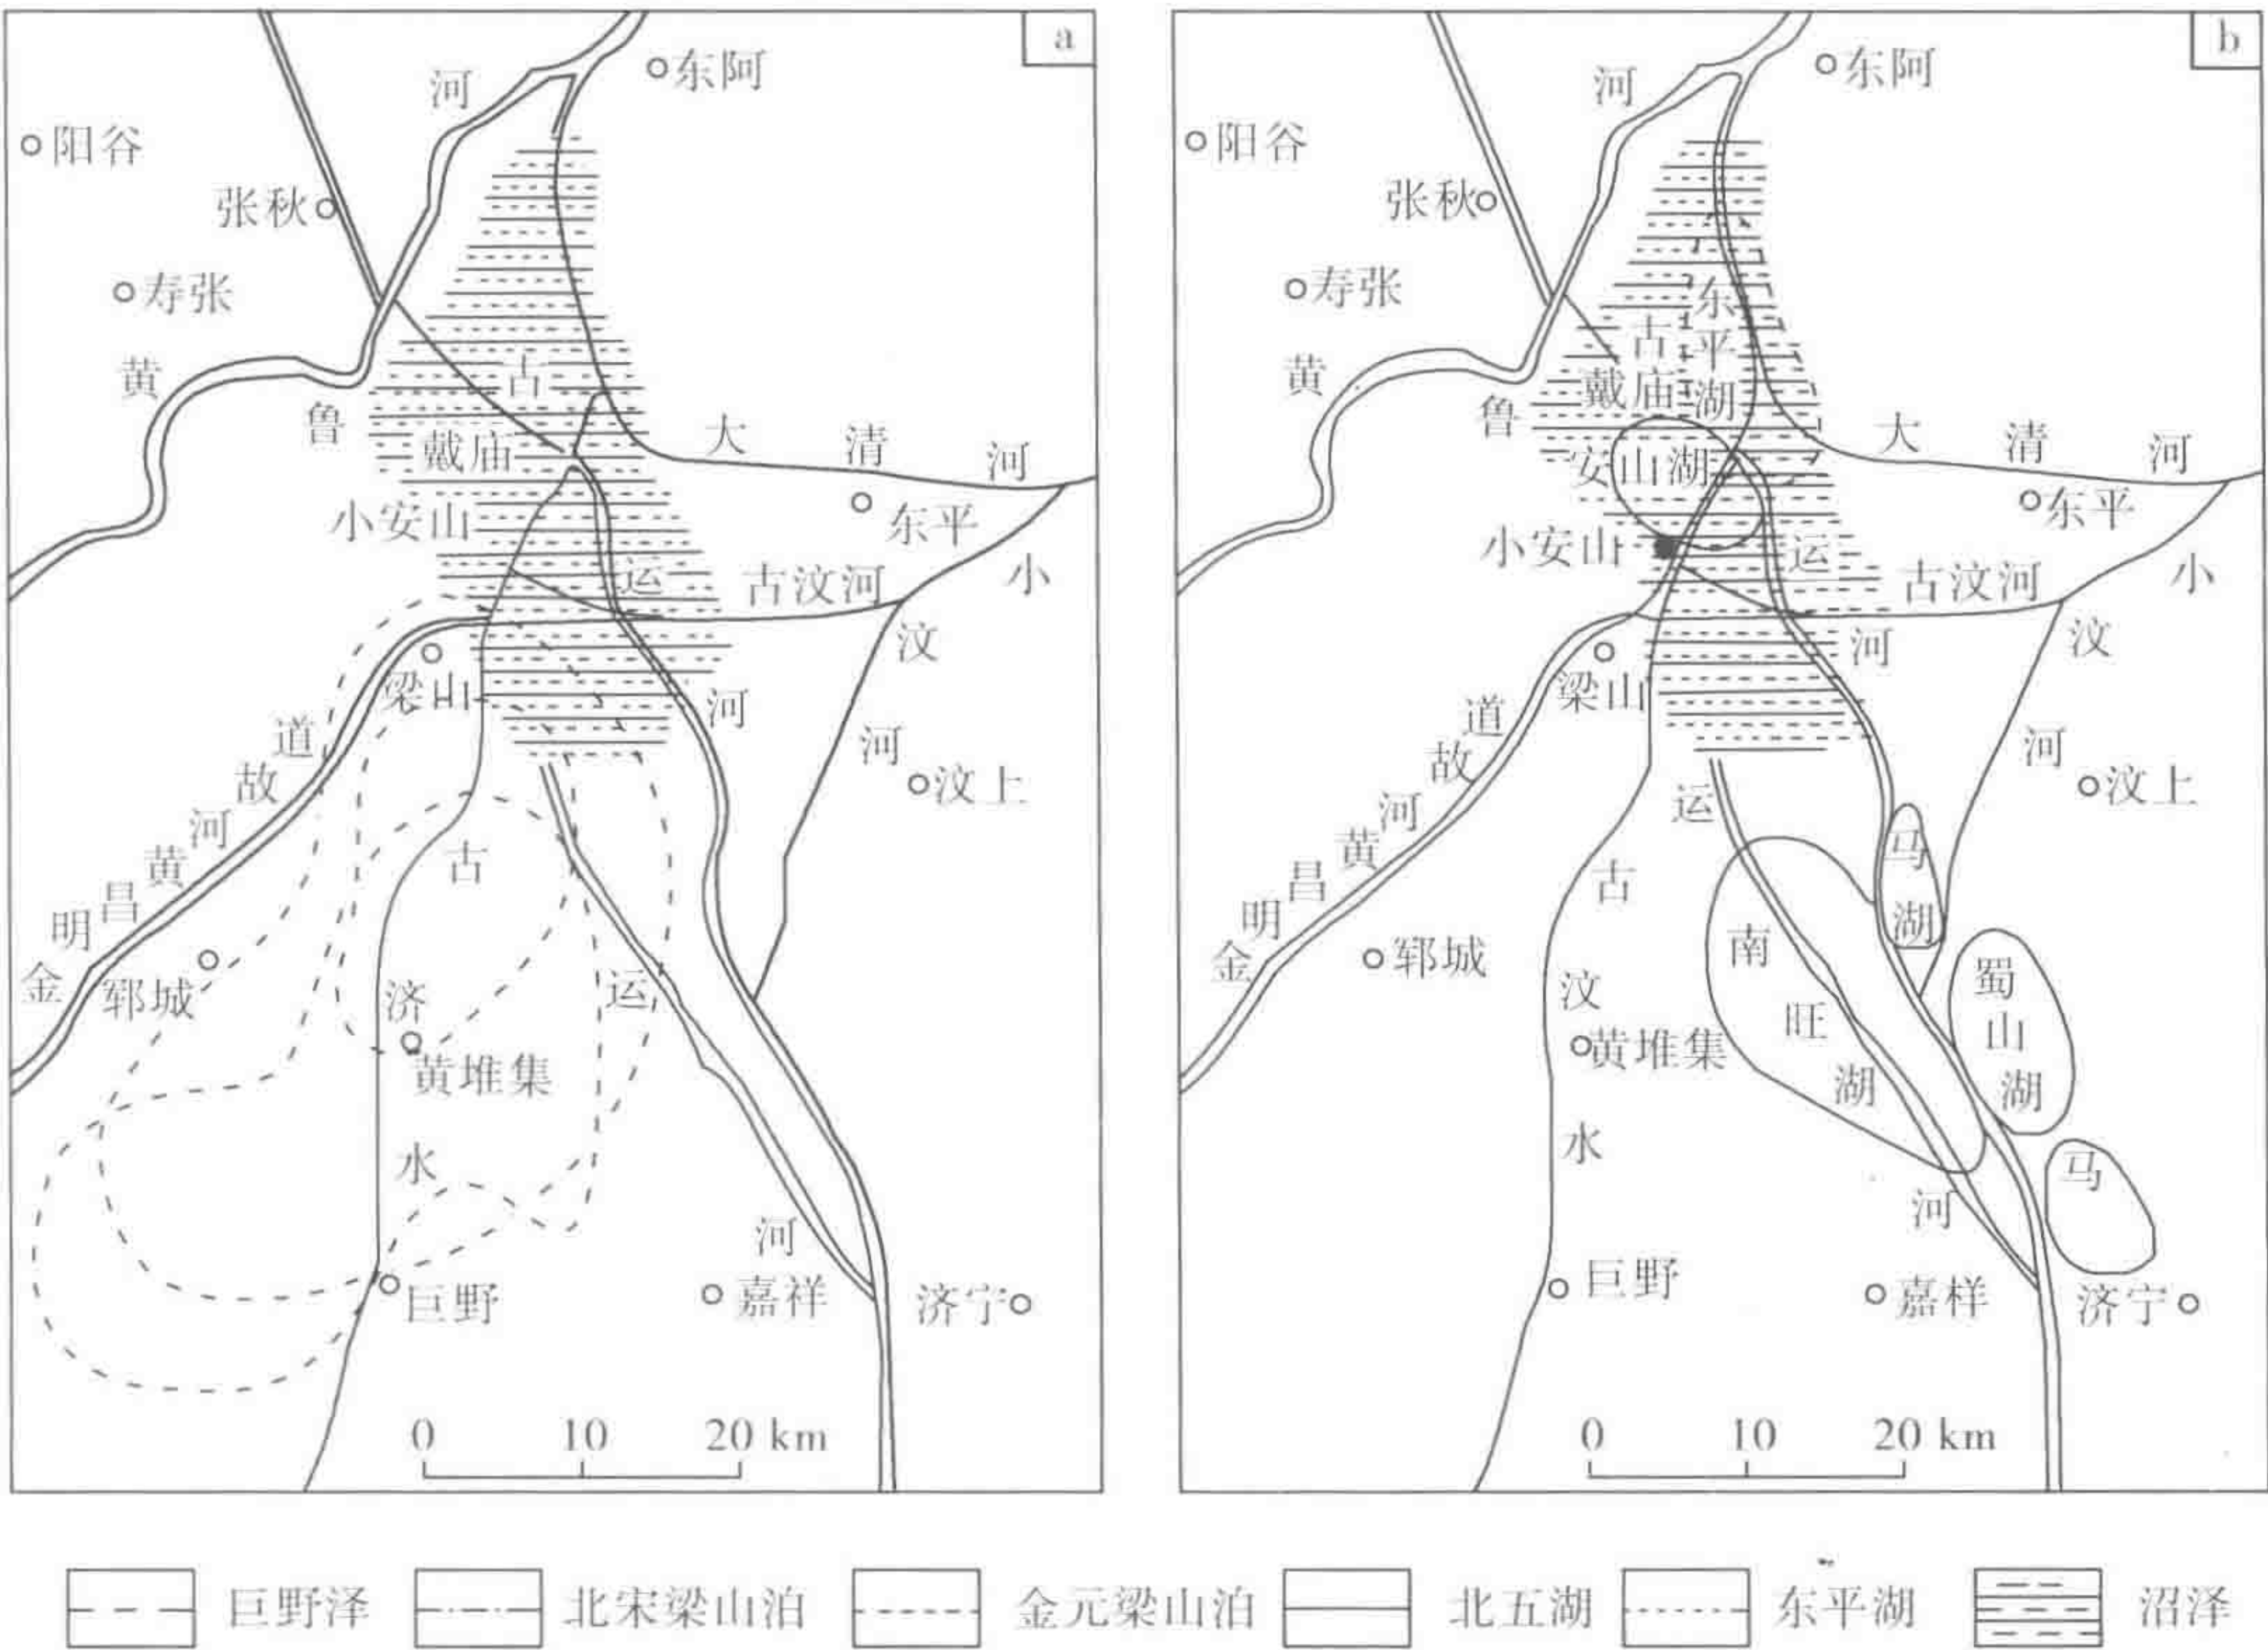 a
河
东阿
阳谷
张秋
寿张
黄
鲁
古
戴庙
大清河
小安山
东平
运
古汶河
小
汶
河
梁山
河
汶上
道
故
河
黄
昌
明
金
郓城
古
济
水
黄堆集
运
河
巨野
嘉祥
济宁
0 10 20 km
b
河
东阿
阳谷
张秋
寿张
黄
鲁
古
戴庙
东平湖
安山湖
大清河
小安山
东平
运
古汶河
小
汶
河
河
梁山
汶上
道
故
河
黄
昌
明
金
运
马
湖
古
汶
水
郓城
黄堆集
南
旺
湖
蜀
山
湖
马
河
巨野
嘉样
济宁
0 10 20 km
巨野泽 北宋梁山泊 金元梁山泊 北五湖 东平湖 沼泽